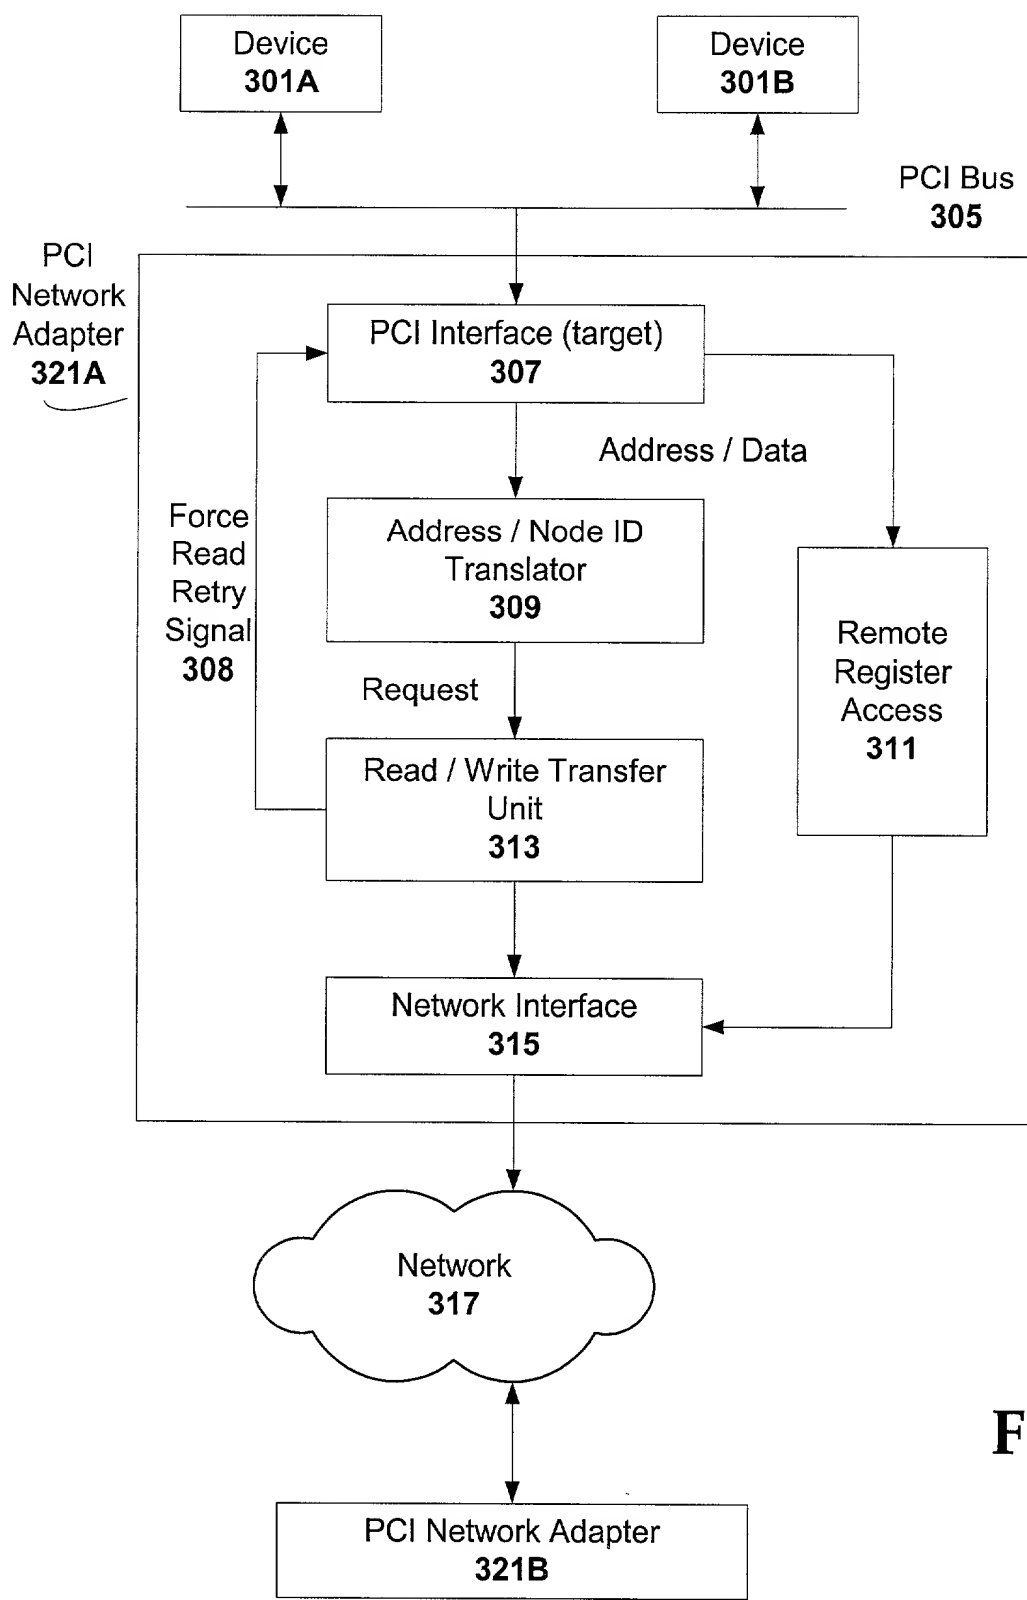 Device
301A
Device
301B
PCI Bus
305
PCI
Network
Adapter
321A
PCI Interface (target)
307
Address / Data
Force
Read
Retry
Signal
308
Address / Node ID
Translator
309
Remote
Register
Access
311
Request
Read / Write Transfer
Unit
313
Network Interface
315
Network
317
F
PCI Network Adapter
321B